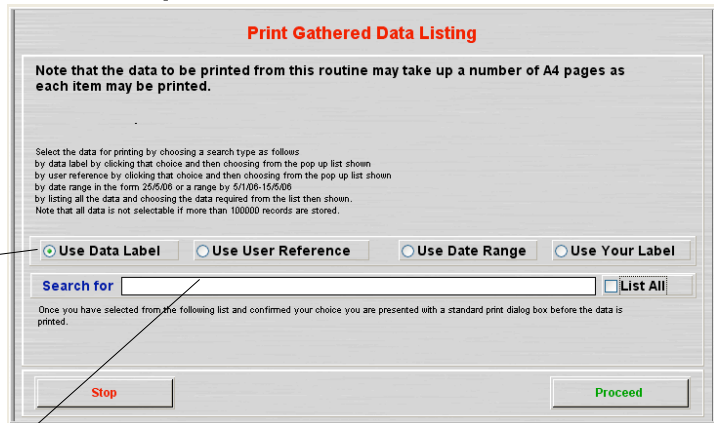 Print Gathered Data Listing
Note that the data to be printed from this routine may take up a number of A4 pages as
each item may be printed.
Select the data for printing by choosing a search type as follows
by data label by clicking that choice and then choosing from the pop up list shown
by user reference by clicking that choice and then choosing from the pop up list shown
by date range in the form 25/5/06 or a range by 5/1/06-15/5/06
by listing all the data and choosing the data required from the list then shown.
Note that all data is not selectable if more than 100000 records are stored.
Use Data Label Use User Reference Use Date Range Use Your Label
Search for List All
Once you have selected from the following list and confirmed your choice you are presented with a standard print dialog box before the data is
printed.
Stop Proceed